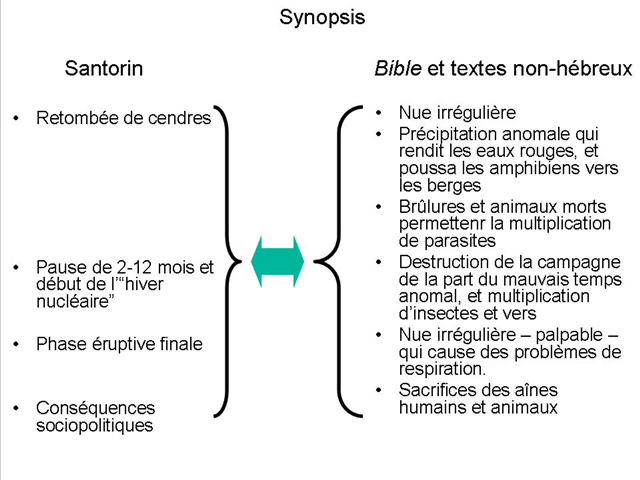 Synopsis
Santorin
• Retombée de cendres
• Pause de 2-12 mois et
début de l’“hiver
nucléaire”
• Phase éruptive finale
• Conséquences
sociopolitiques
Bible et textes non-hébreux
• Nue irrégulière
• Précipitation anomale qui
rendit les eaux rouges, et
poussa les amphibiens vers
les berges
• Brûlures et animaux morts
permettenr la multiplication
de parasites
• Destruction de la campagne
de la part du mauvais temps
anomal, et multiplication
d’insectes et vers
• Nue irrégulière – palpable –
qui cause des problèmes de
respiration.
• Sacrifices des aînes
humains et animaux